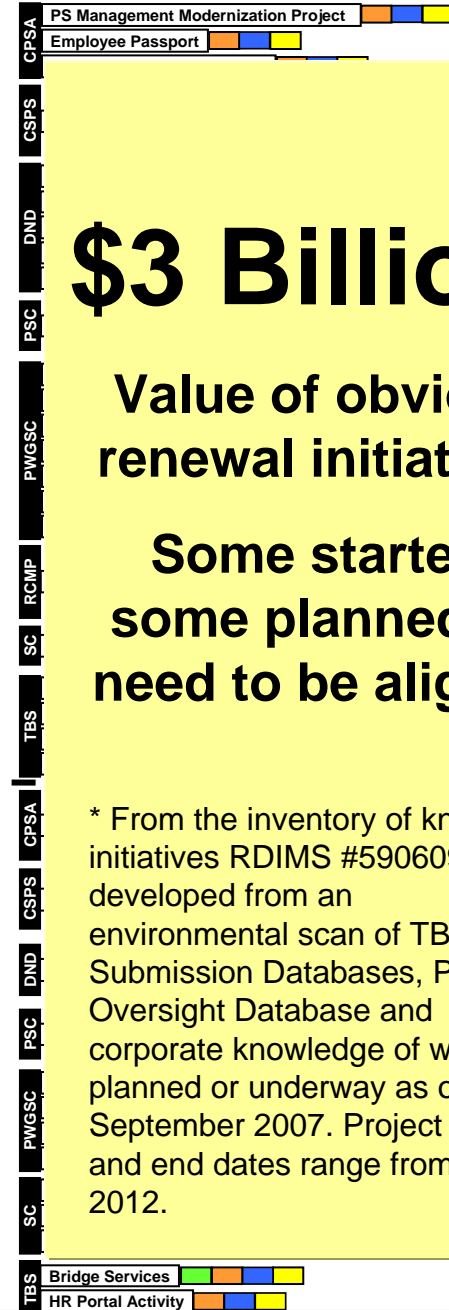 PS Management Modernization Project
Employee Passport
CPSA
CSPS
DND
PSC
PWGSC
RCMP
SC
TBS
$3 Billio
Value of obvi
renewal initiat
Some starte
some planned
need to be alig
* From the inventory of kn
initiatives RDIMS #590609
developed from an
environmental scan of TB
Submission Databases, P
Oversight Database and
corporate knowledge of w
planned or underway as o
September 2007. Project
and end dates range from
2012.
CPSA
CSPS
DND
PSC
PWGSC
SC
TBS
Bridge Services
HR Portal Activity